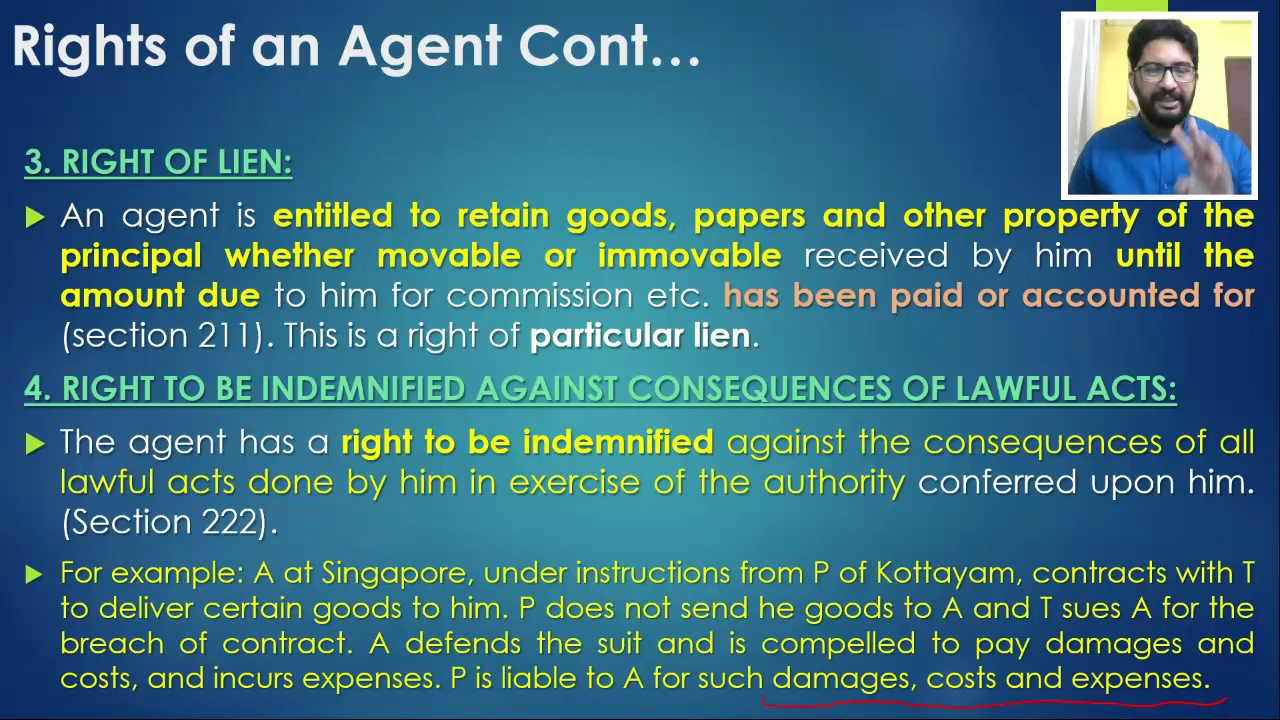 Rights of an Agent Cont…
3. RIGHT OF LIEN:
An agent is entitled to retain goods, papers and other property of the
principal whether movable or immovable received by him until the
amount due to him for commission etc. has been paid or accounted for
(section 211). This is a right of particular lien.
4. RIGHT TO BE INDEMNIFIED AGAINST CONSEQUENCES OF LAWFUL ACTS:
The agent has a right to be indemnified against the consequences of all
lawful acts done by him in exercise of the authority conferred upon him.
(Section 222).
For example: A at Singapore, under instructions from P of Kottayam, contracts with T
to deliver certain goods to him. P does not send he goods to A and T sues A for the
breach of contract. A defends the suit and is compelled to pay damages and
costs, and incurs expenses. P is liable to A for such damages, costs and expenses.